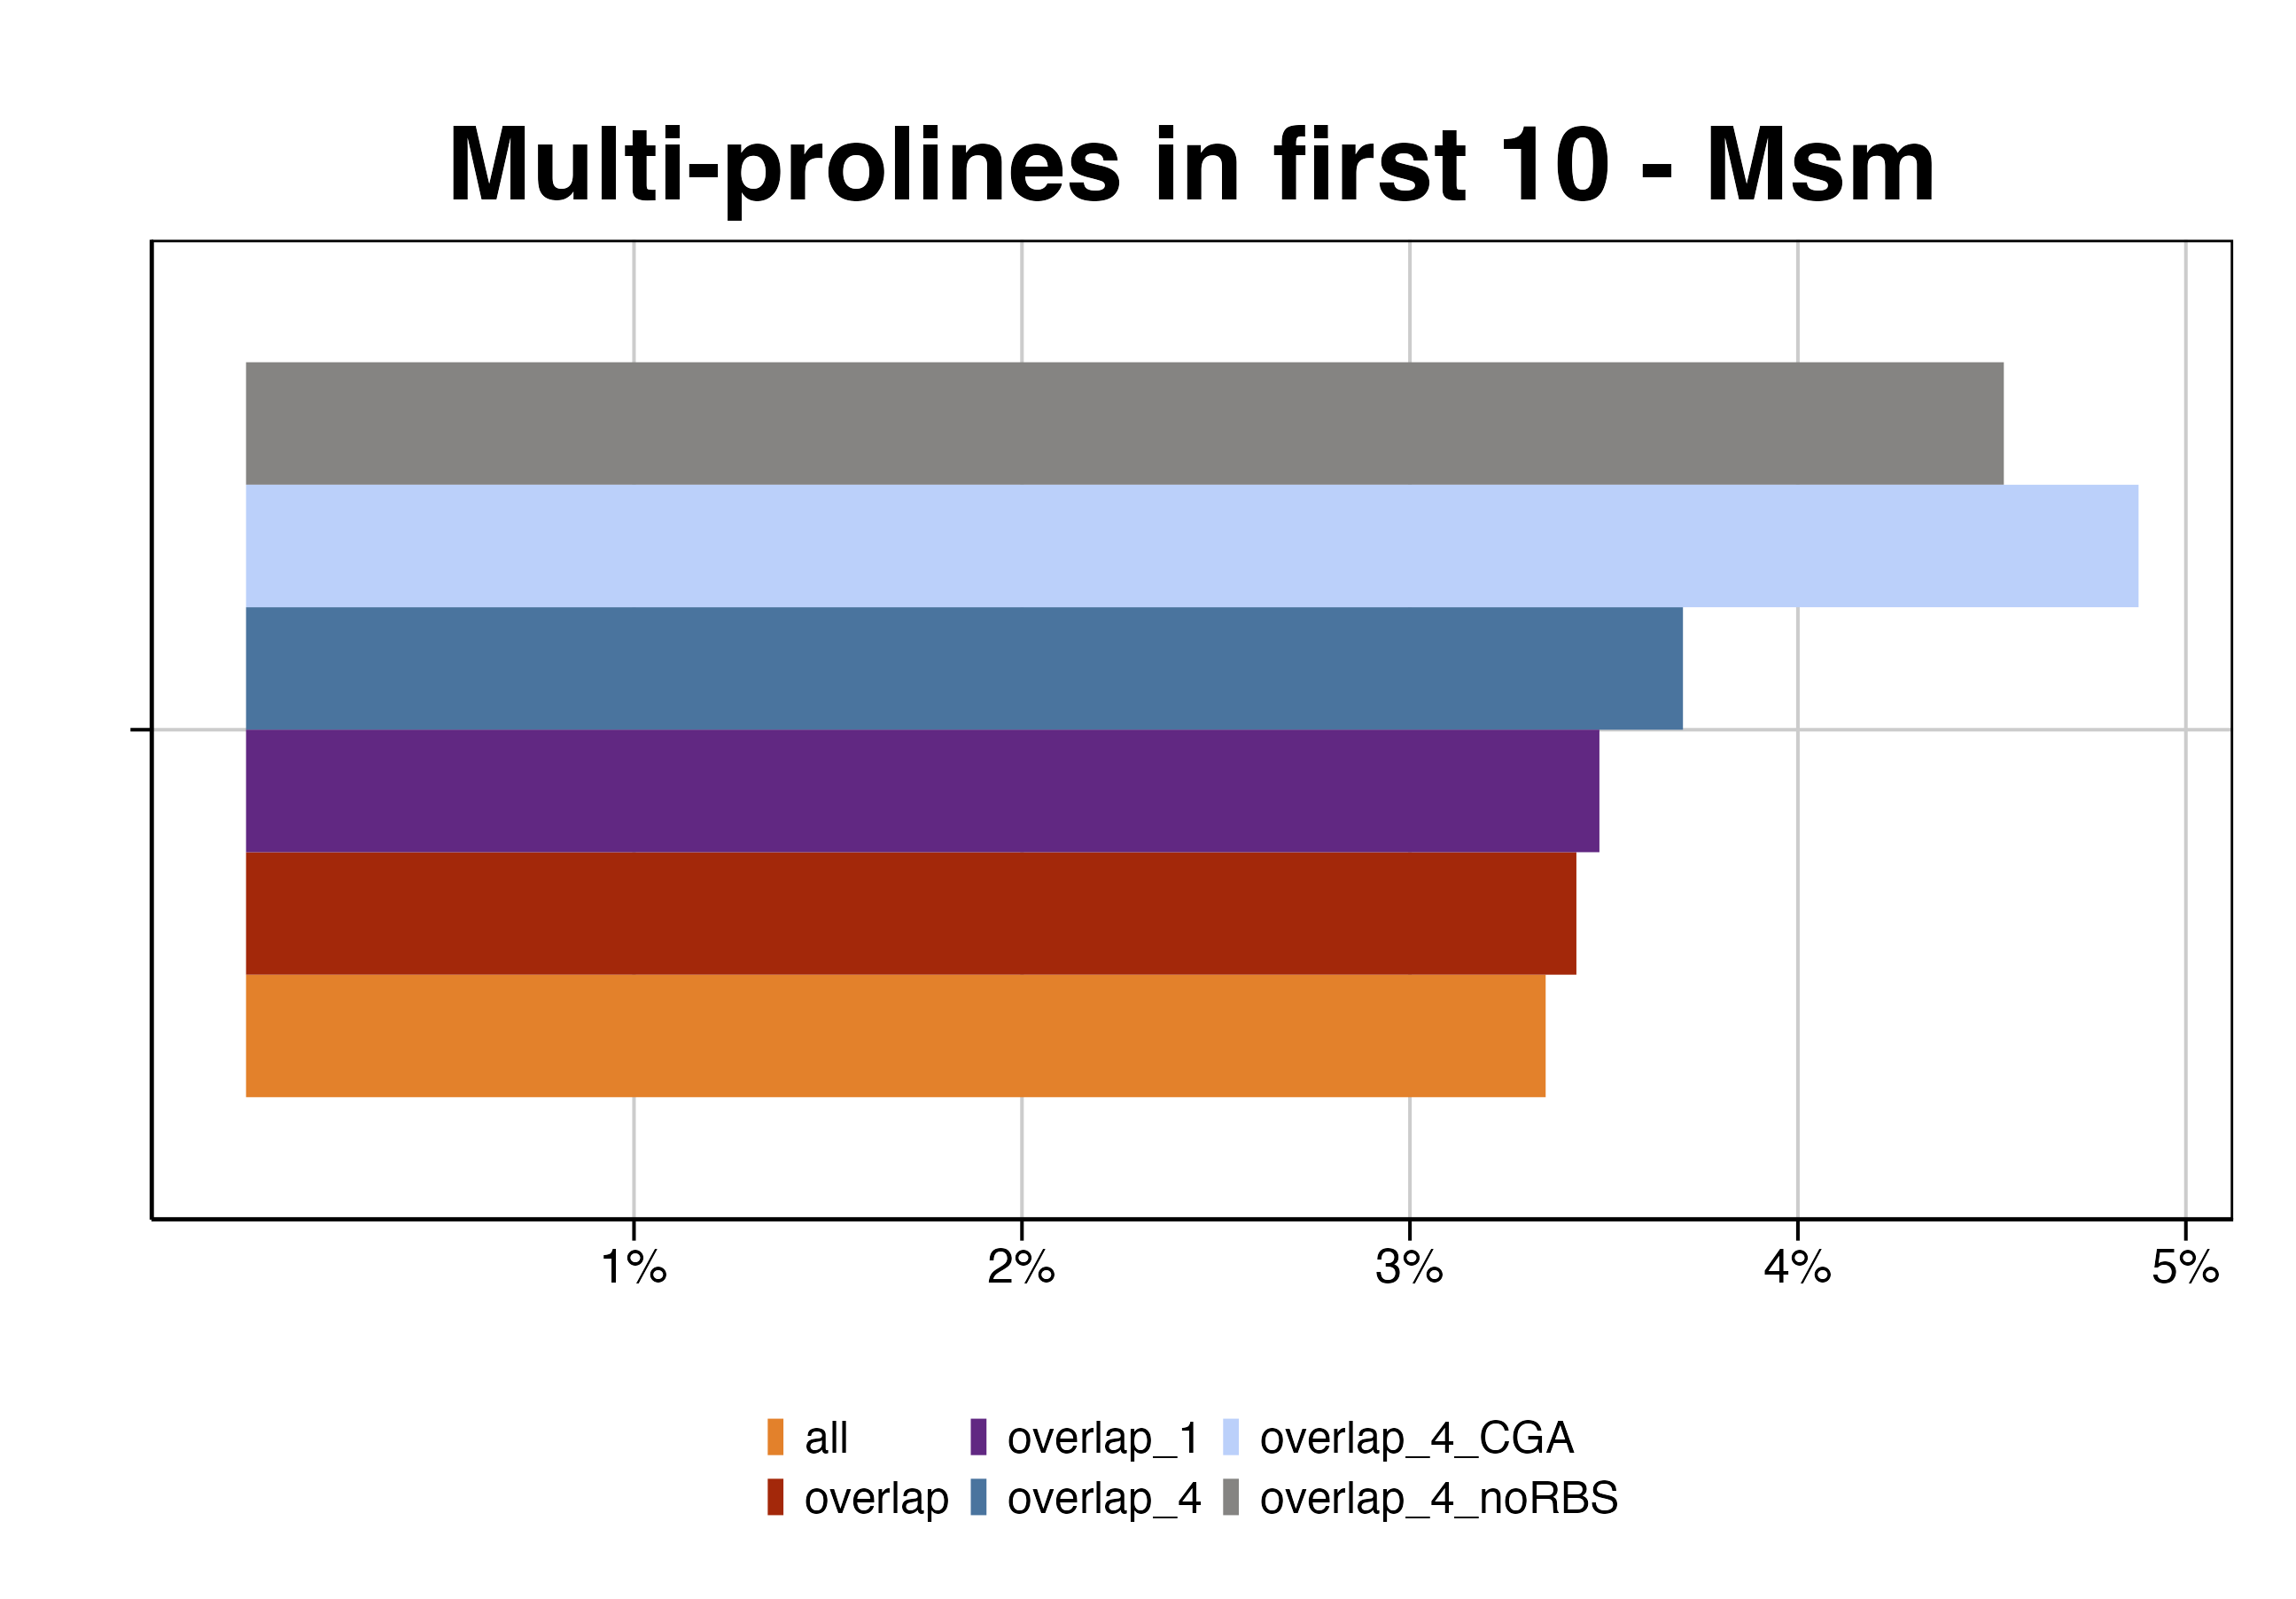 Multi-prolines in first 10 - Msm
1% 2% 3% 4% 5%
all overlap_1 overlap_4_CGA
overlap overlap_4 overlap_4_noRBS